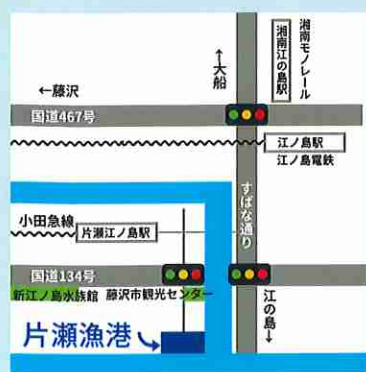 湘南モノレール
湘南江の島駅
↑大船
←藤沢
国道467号
江ノ島駅
江ノ島電鉄
すばな通り
小田急線
片瀬江ノ島駅
国道134号
新江ノ島水族館
藤沢市観光センター
江の島→
片瀬漁港